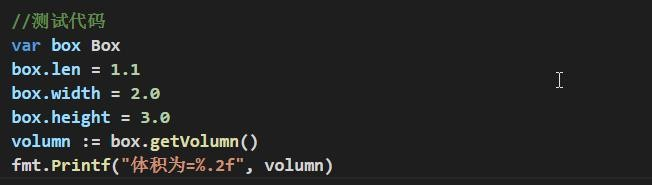 //测试代码
var box Box
box.len = 1.1
box.width = 2.0
box.height = 3.0
volumn := box.getVolumn()
fmt.Printf("体积为=%.2f", volumn)